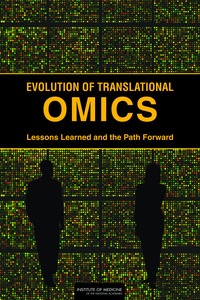 EVOLUTION OF TRANSLATIONAL
OMICS
Lessons Learned and the Path Forward
INSTITUTE OF MEDICINE
OF THE NATIONAL ACADEMIES